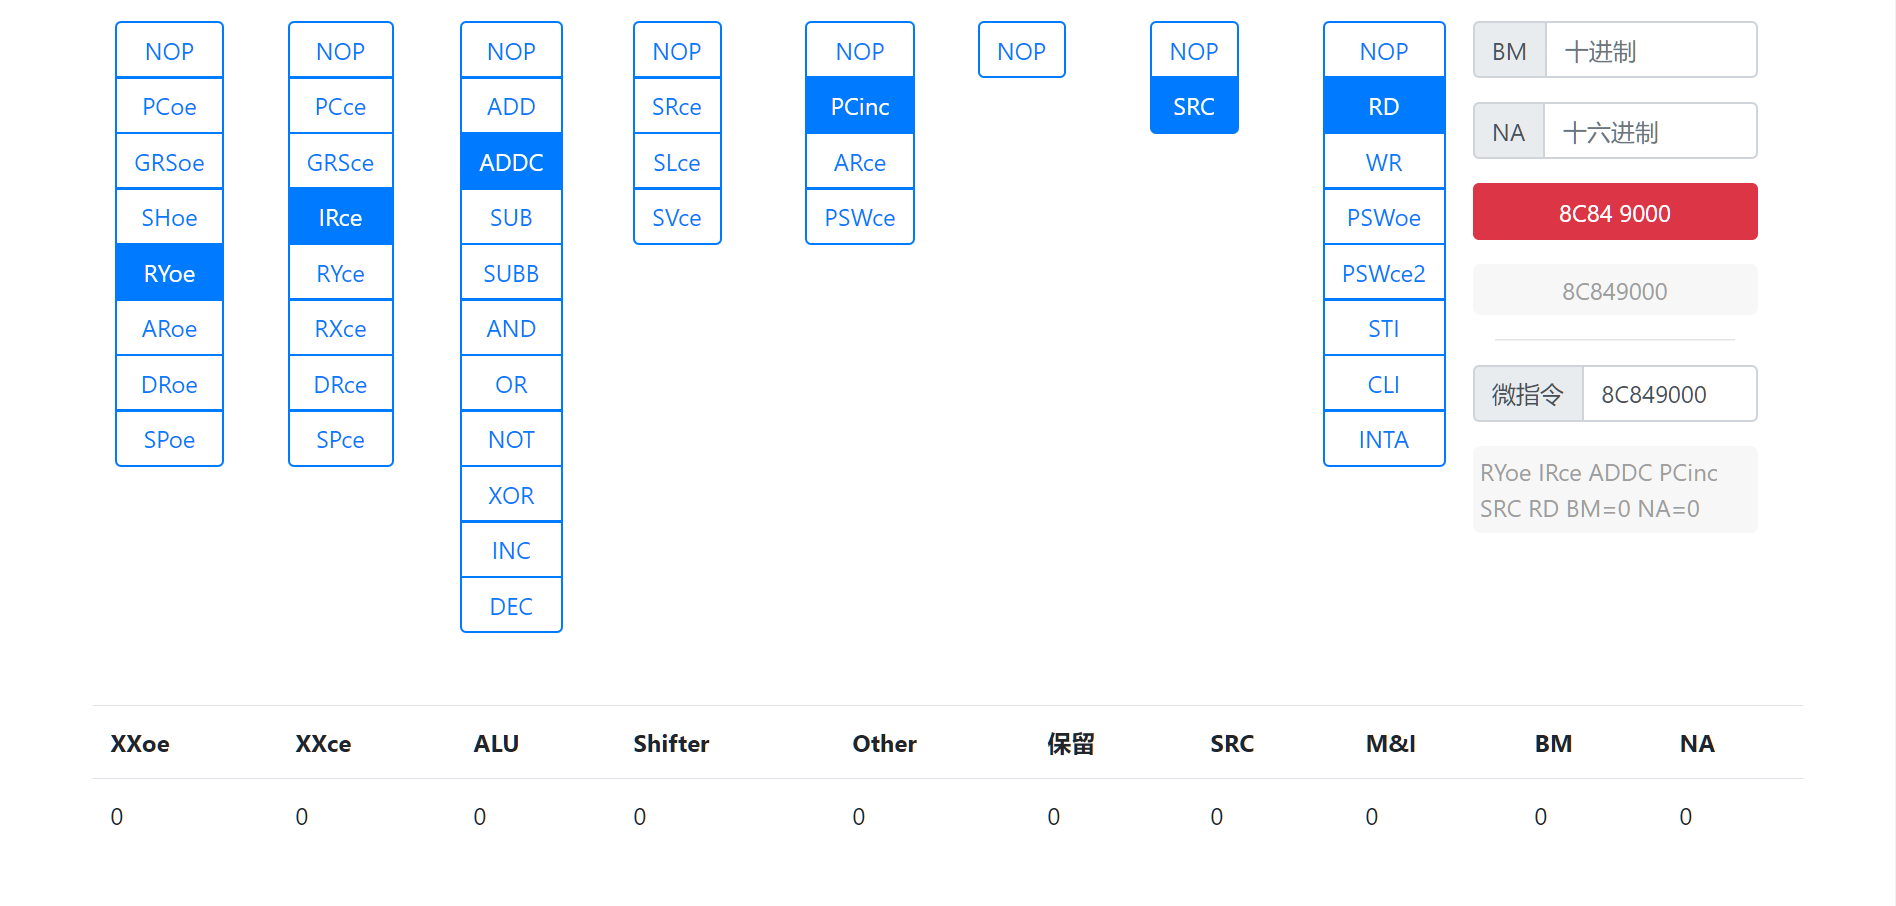 NOP
PCoe
GRSoe
SHoe
RYoe
ARoe
DRoe
SPoe
NOP
PCce
GRSce
IRce
RYce
RXce
DRce
SPce
NOP
ADD
ADDC
SUB
SUBB
AND
OR
NOT
XOR
INC
DEC
NOP
SRce
SLce
SVce
NOP
PCinc
ARce
PSWce
NOP
NOP
SRC
NOP
RD
WR
PSWoe
PSWce2
STI
CLI
INTA
BM 十进制
NA 十六进制
8C84 9000
8C849000
微指令 8C849000
RYoe IRce ADDC PCinc
SRC RD BM=0 NA=0
XXoe XXce ALU Shifter Other 保留 SRC M&I BM NA
0 0 0 0 0 0 0 0 0 0